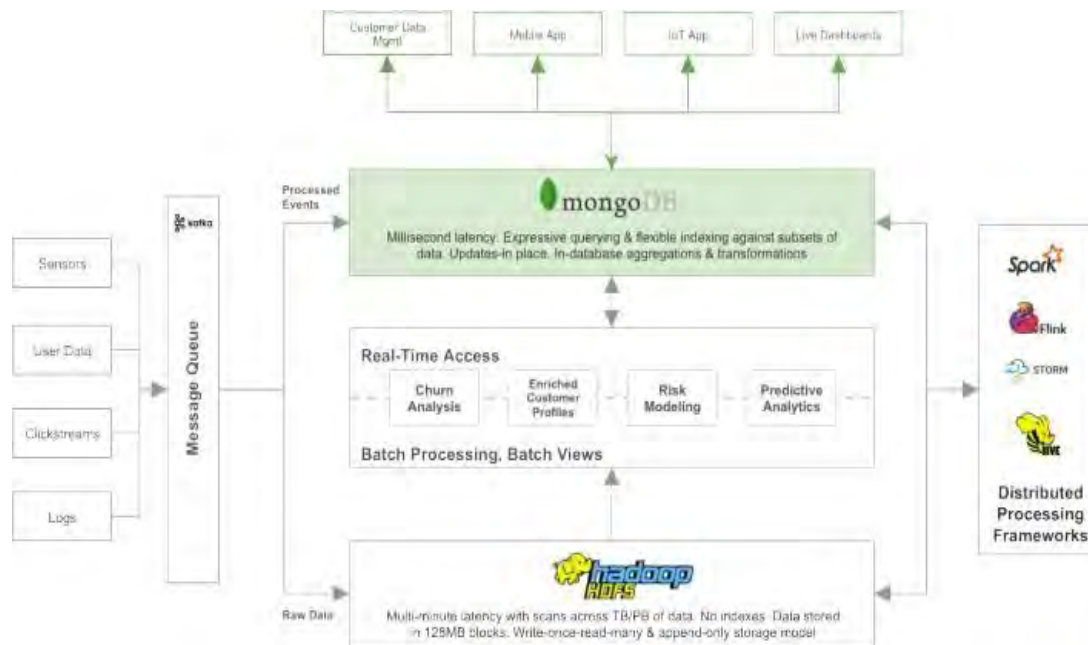 Customer Data
Mgmt
Mobile App
IoT App
Live Dashboards
Processed
Events
mongoDB
Millisecond latency. Expressive querying & flexible indexing against subsets of
data. Updates-in place. In-database aggregations & transformations
kafka
Message Queue
Sensors
User Data
Clickstreams
Logs
Real-Time Access
Churn
Analysis
Enriched
Customer
Profiles
Risk
Modeling
Predictive
Analytics
Batch Processing, Batch Views
Spark
Flink
STORM
HIVE
Distributed
Processing
Frameworks
hadoop
HDFS
Raw Data
Multi-minute latency with scans across TB/PB of data. No indexes. Data stored
in 128MB blocks. Write-once-read-many & append-only storage model